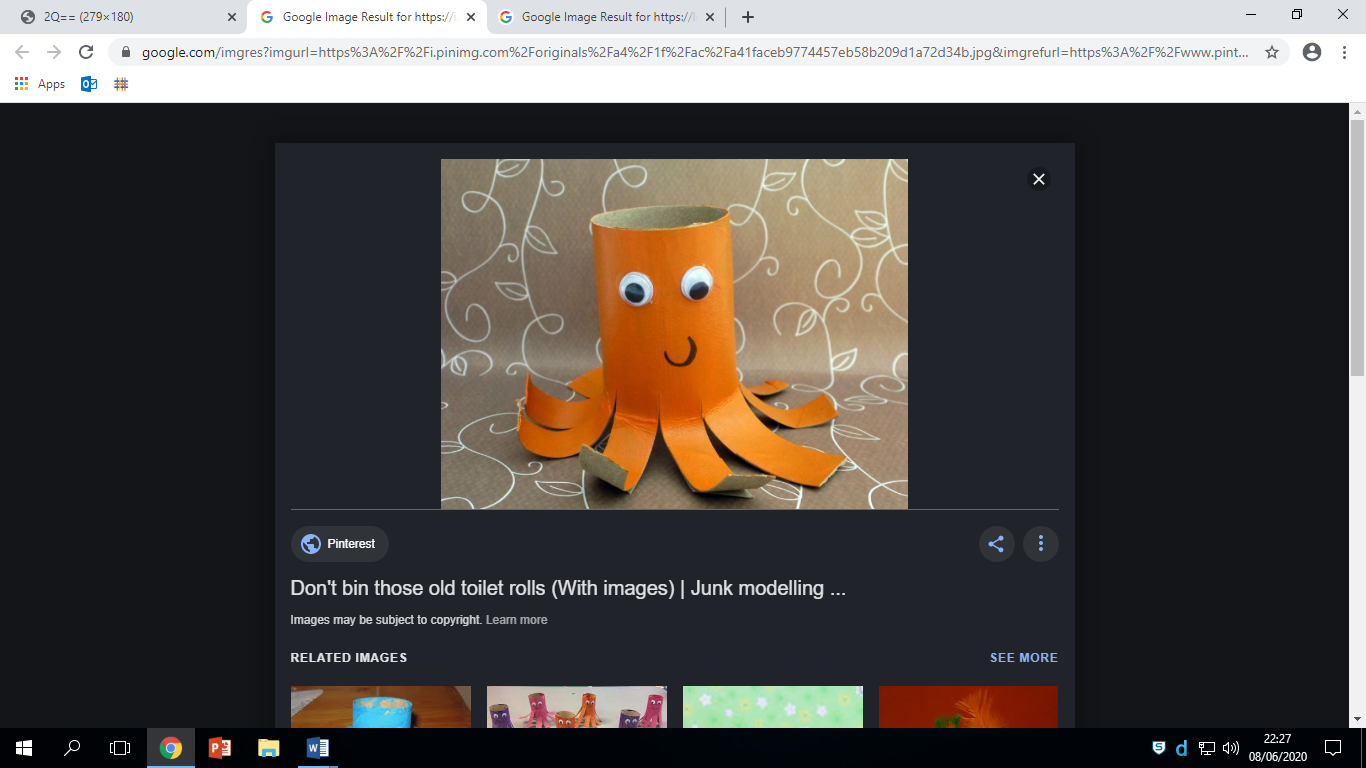 2Q== (279×180)
Google Image Result for https://i
Google Image Result for https://
google.com/imgres?imgurl=https%3A%2F%2Fi.pinimg.com%2Foriginals%2Fa4%2F1f%2Fac%2Fa41faceb9774457eb58b209d1a72d34b.jpg&imgrefurl=https%3A%2F%2Fwww.pint...
Apps
Pinterest
Don't bin those old toilet rolls (With images) | Junk modelling ...
Images may be subject to copyright. Learn more
RELATED IMAGES
SEE MORE
22:27
08/06/2020